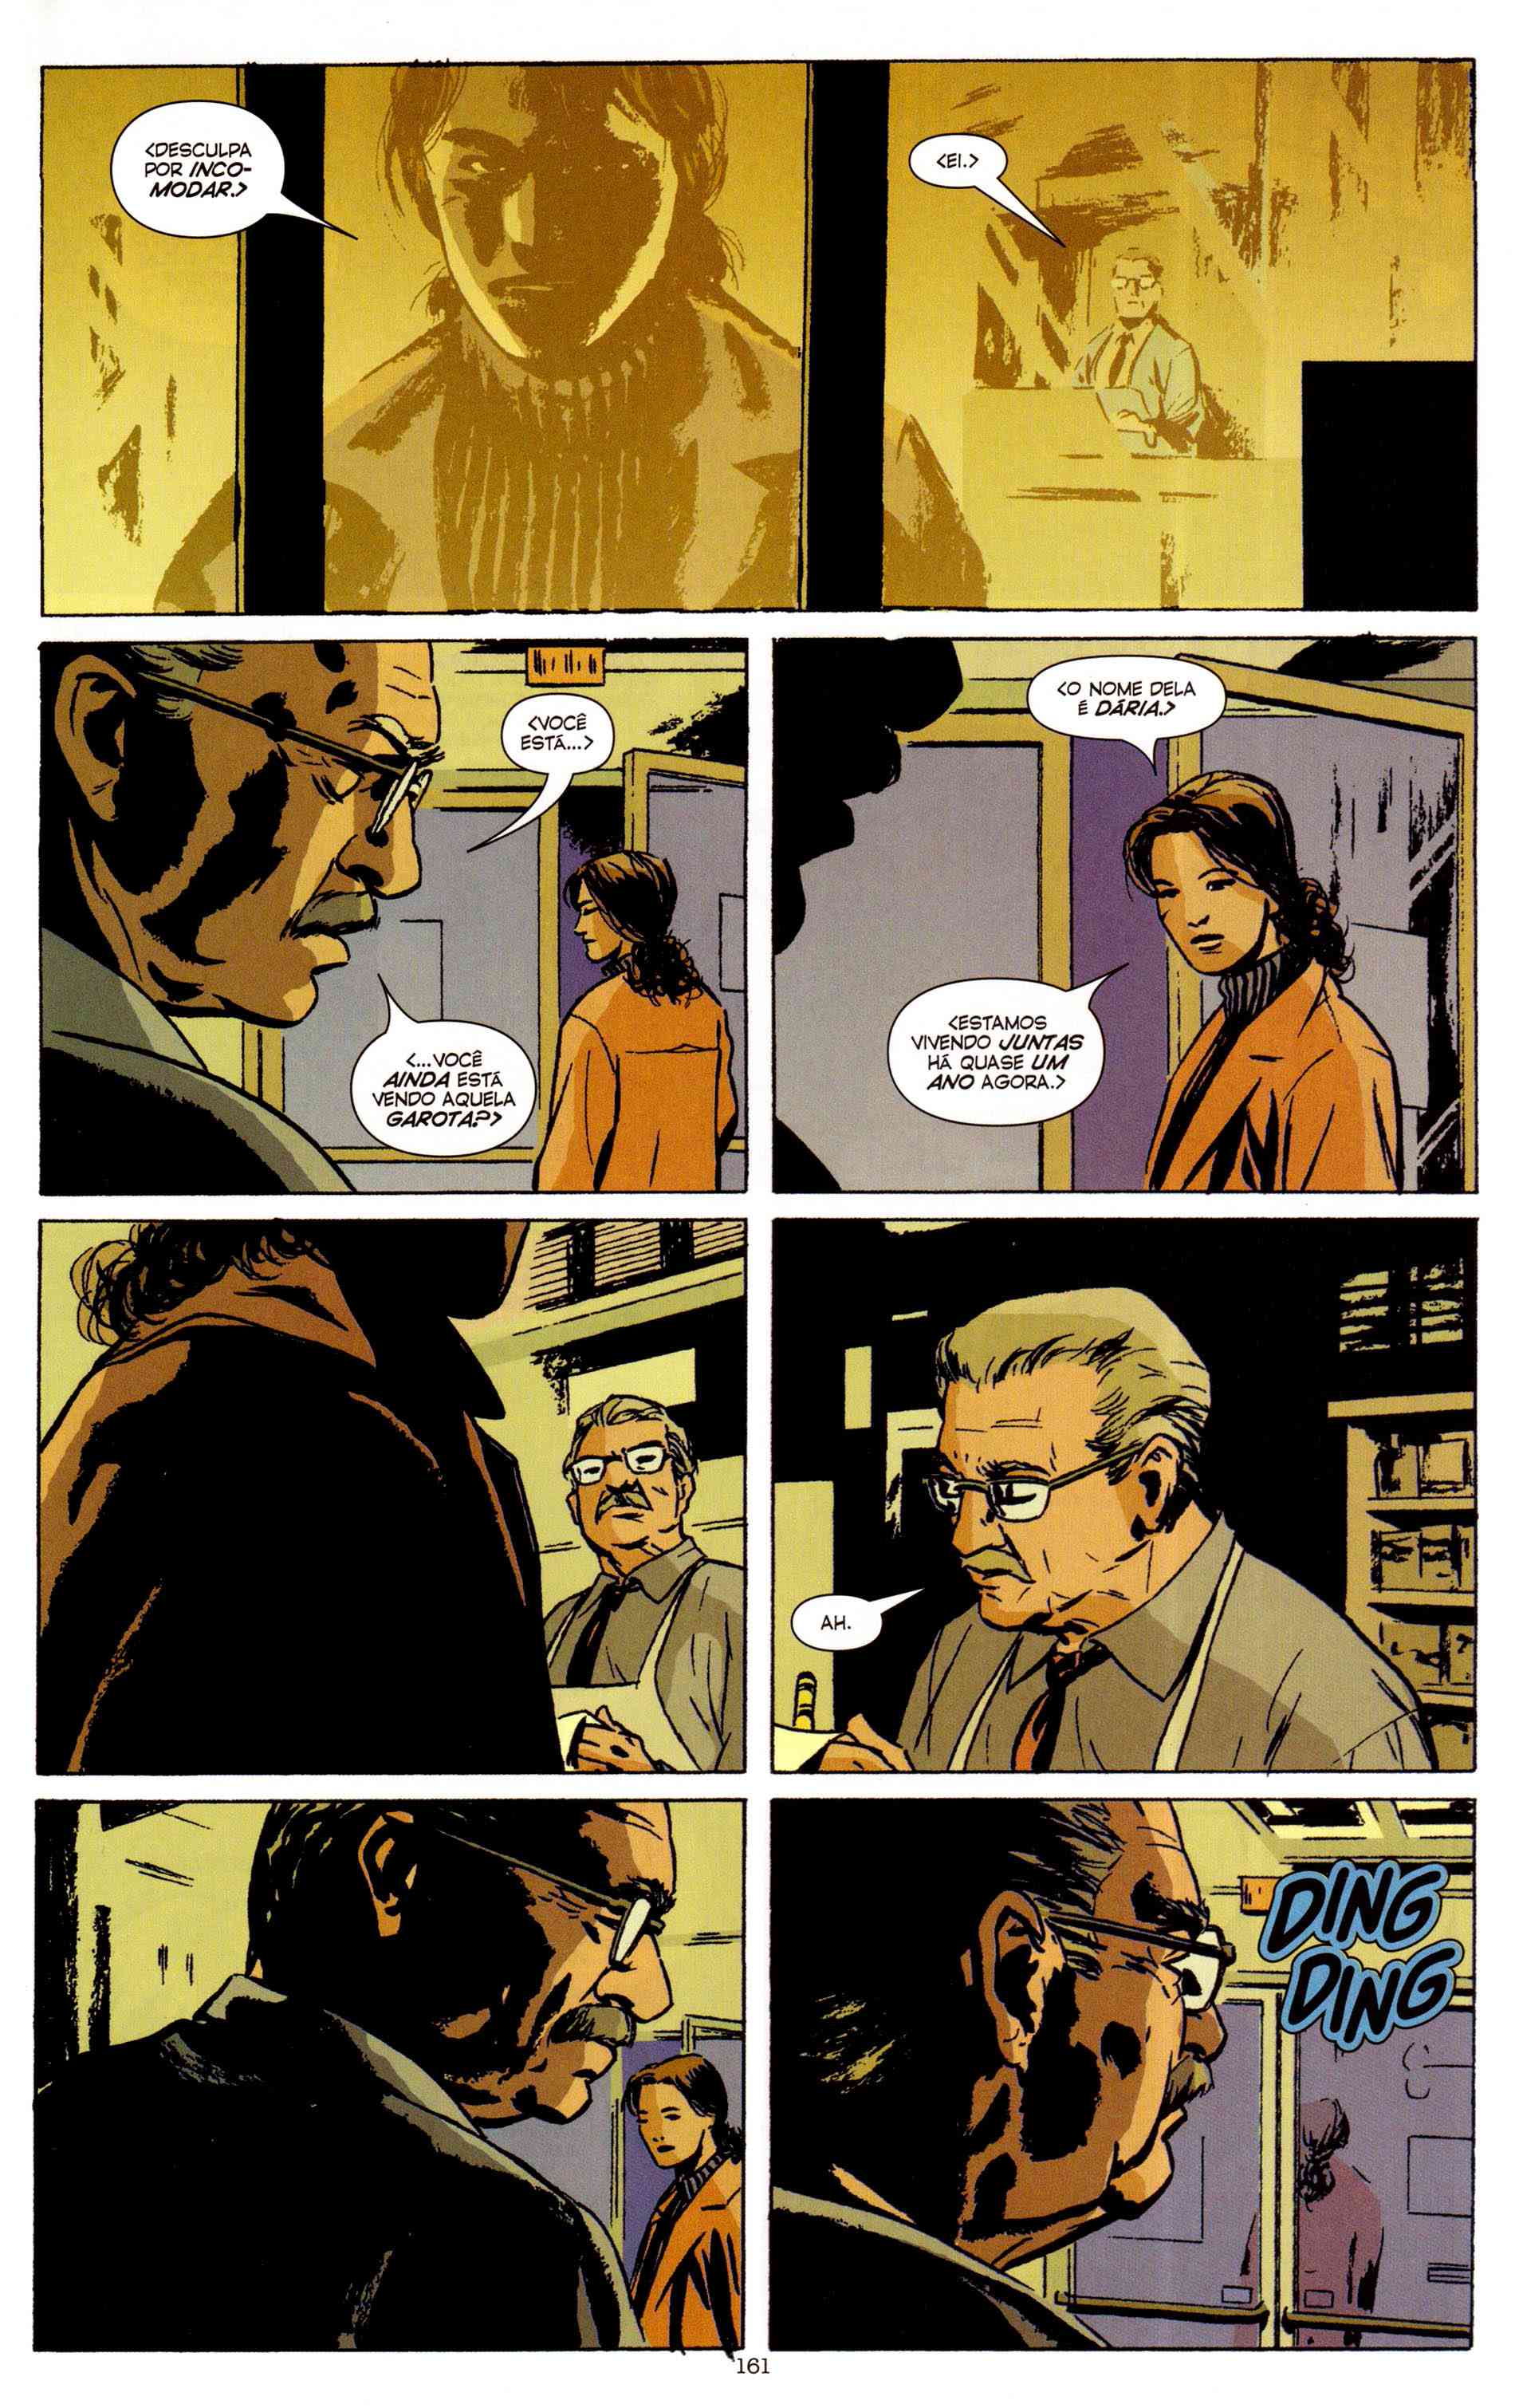 <DESCULPA
POR INCO-
MODAR.>
<EI.>
<VOCÊ
ESTÁ...>
<...VOCÊ
AINDA ESTÁ
VENDO AQUELA
GAROTA?>
<O NOME DELA
É DÁRIA.>
<ESTAMOS
VIVENDO JUNTAS
HÁ QUASE UM
ANO AGORA.>
AH.
DING
DING
161